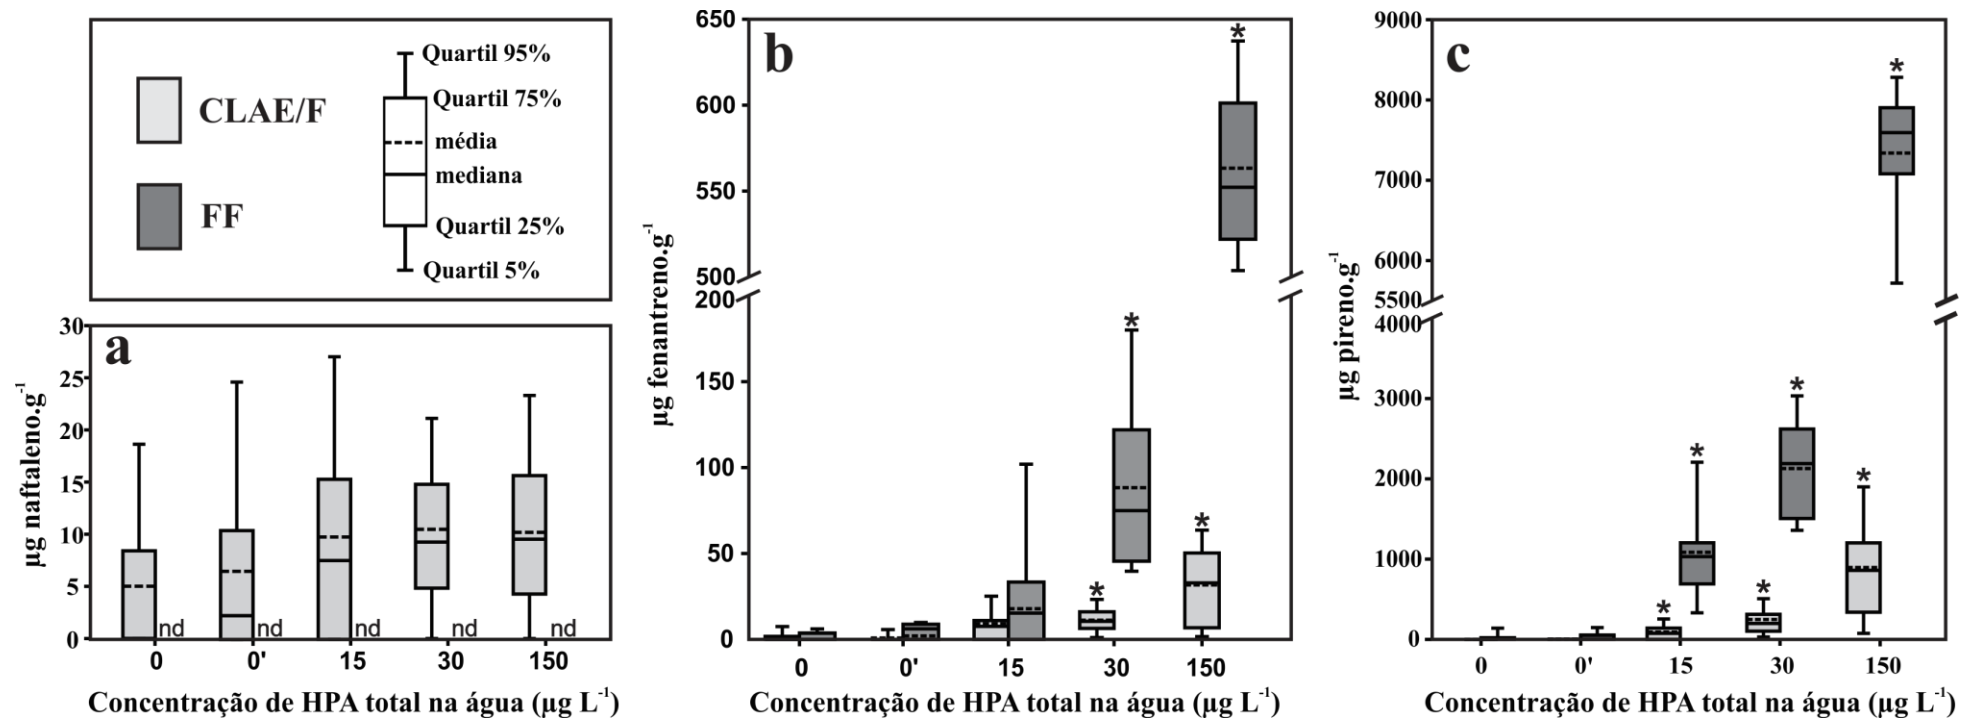 CLAE/F
FF
Quartil 95%
Quartil 75%
média
mediana
Quartil 25%
Quartil 5%
a
µg naftaleno.g⁻¹
30
25
20
15
10
5
0
nd nd nd nd nd
0 0' 15 30 150
Concentração de HPA total na água (µg L⁻¹)
b
µg fenantreno.g⁻¹
650
600
550
500
200
150
100
50
0
*
*
*
*
0 0' 15 30 150
Concentração de HPA total na água (µg L⁻¹)
c
µg pireno.g⁻¹
9000
8000
7000
6000
5500
4000
3000
2000
1000
0
*
*
*
*
*
*
0 0' 15 30 150
Concentração de HPA total na água (µg L⁻¹)